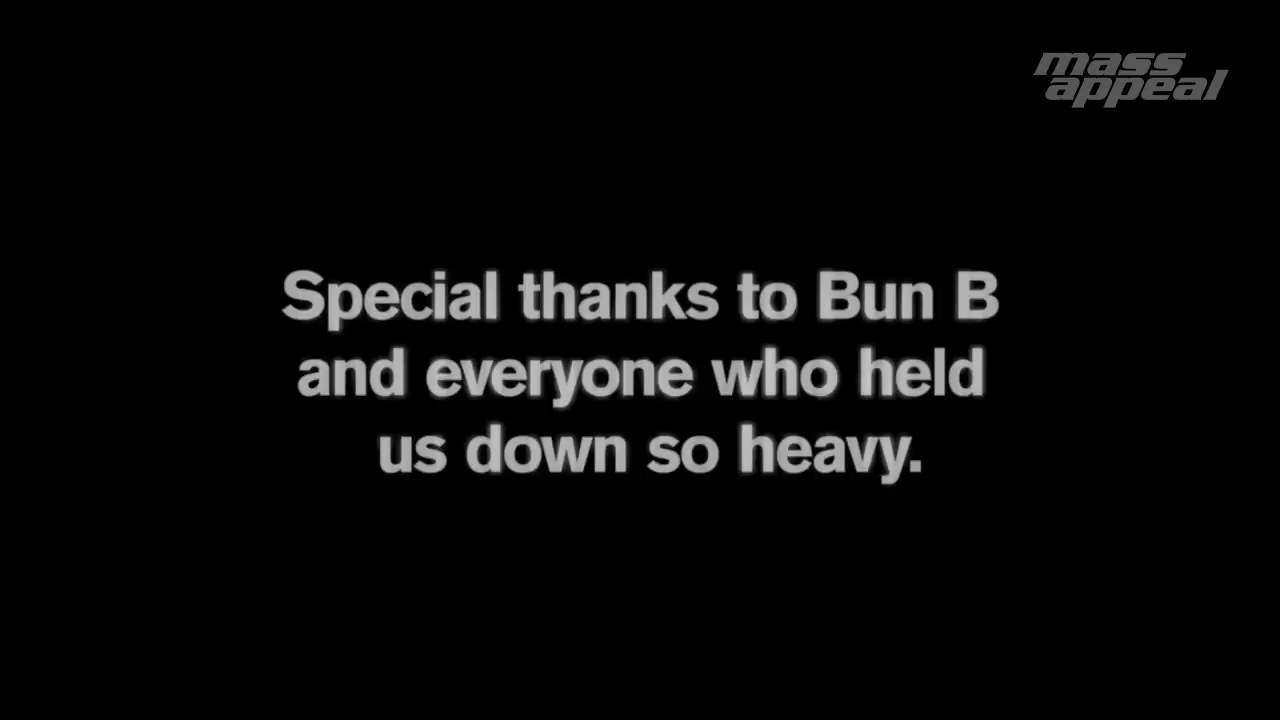 mass
appeal
Special thanks to Bun B
and everyone who held
us down so heavy.